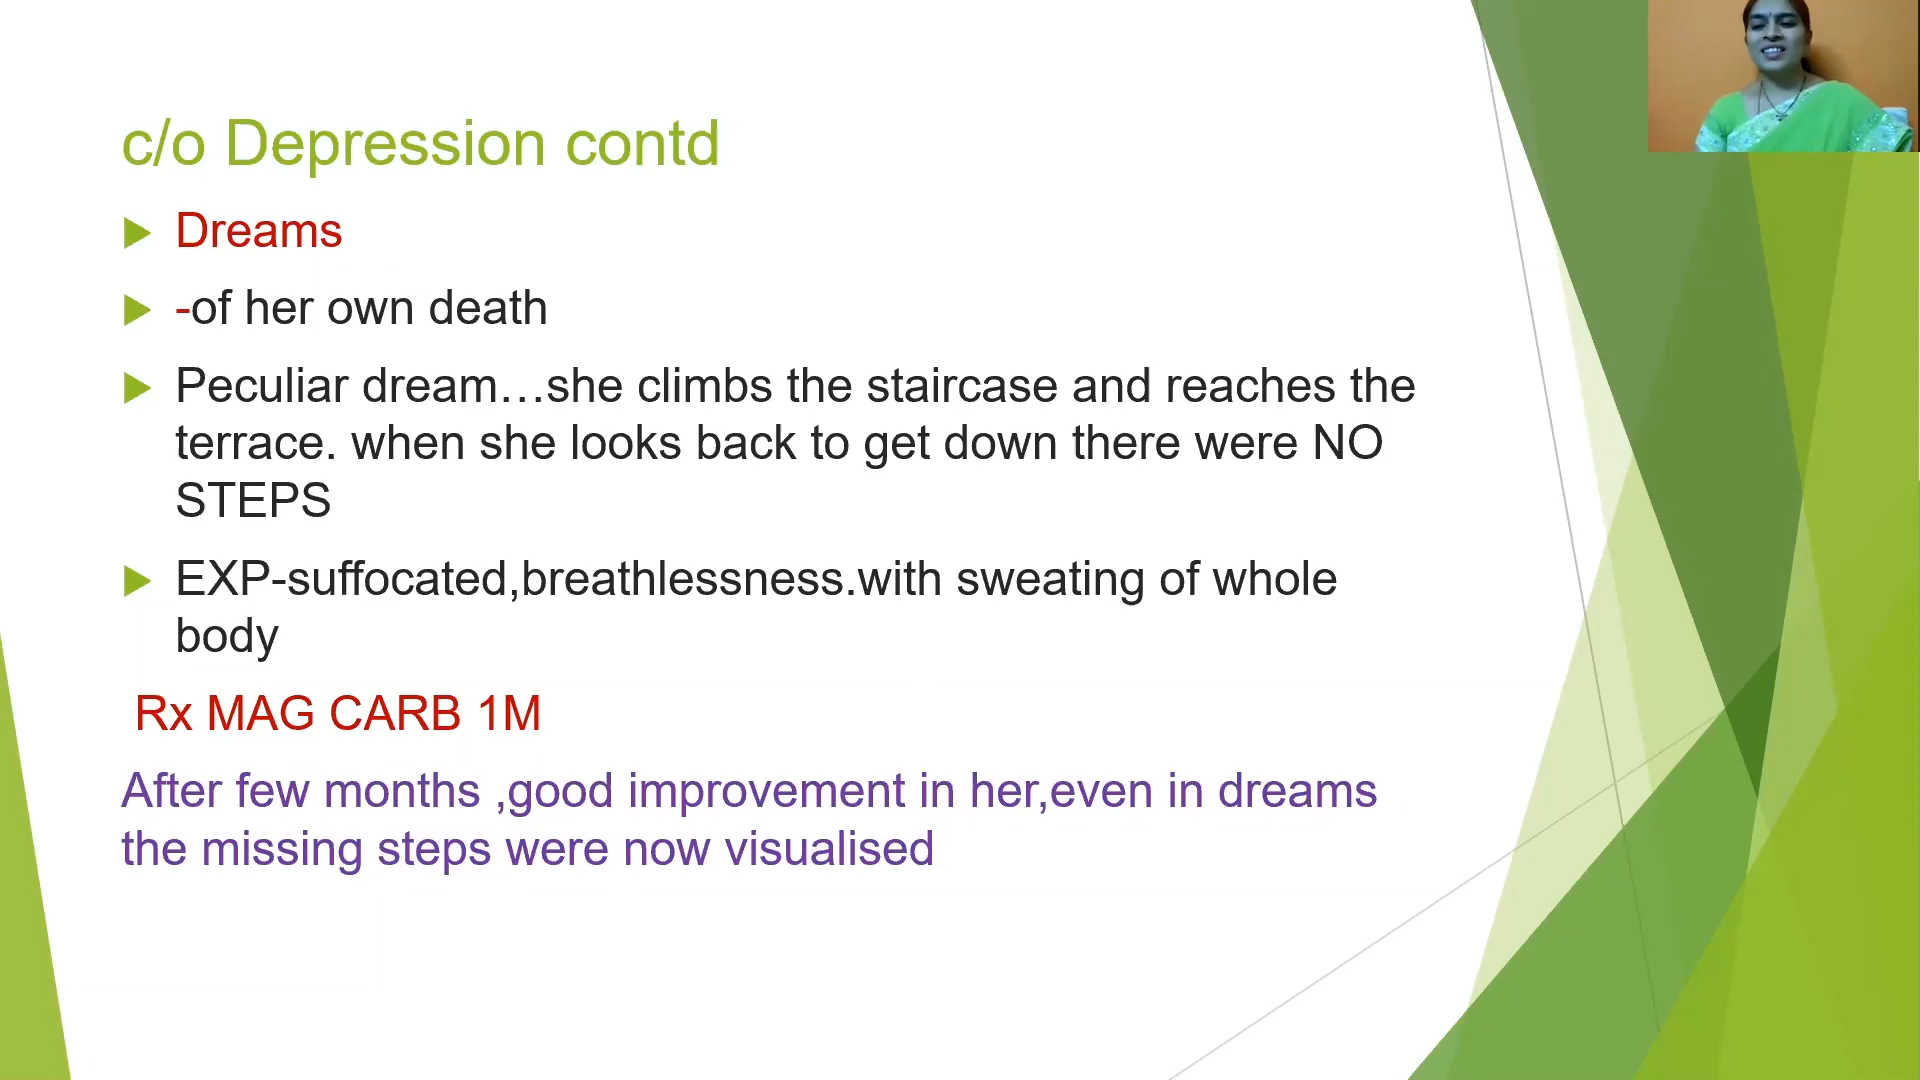 c/o Depression contd
Dreams
-of her own death
Peculiar dream…she climbs the staircase and reaches the
terrace. when she looks back to get down there were NO
STEPS
EXP-suffocated,breathlessness.with sweating of whole
body
Rx MAG CARB 1M
After few months ,good improvement in her,even in dreams
the missing steps were now visualised